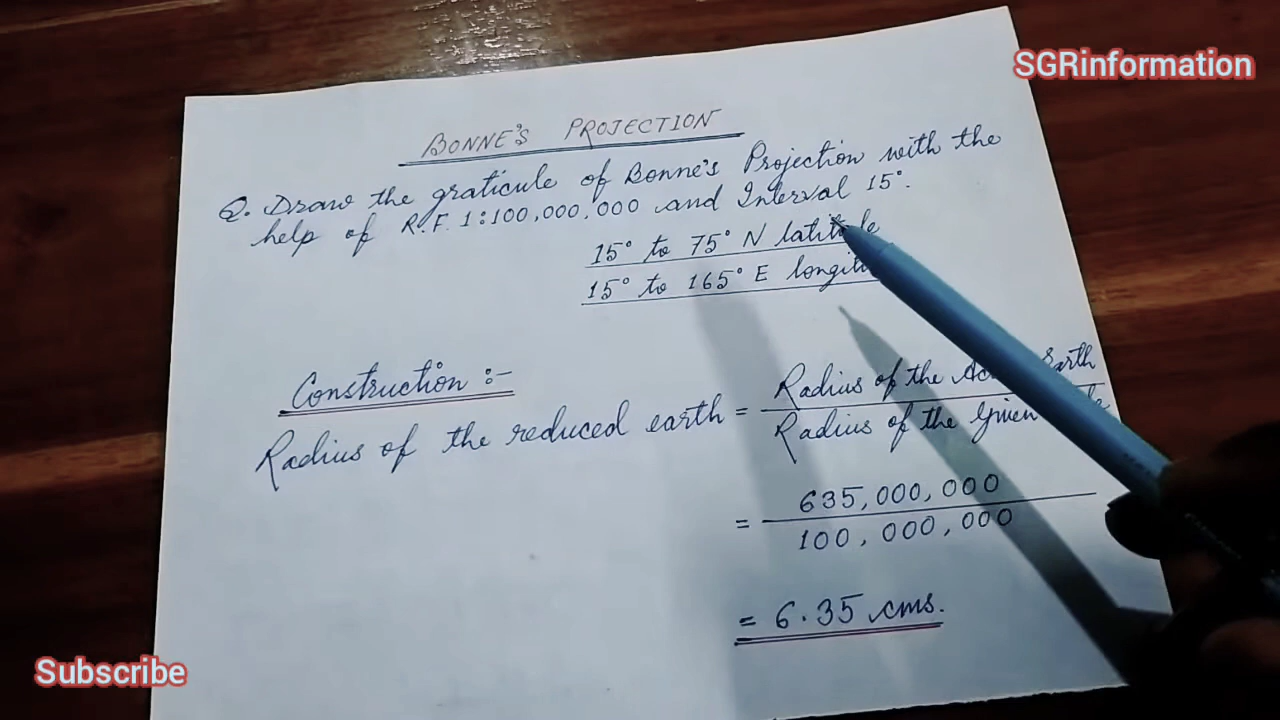 SGRinformation
BONNE'S PROJECTION
Q. Draw the graticule of Bonne's Projection with the
help of R.F. 1:100,000,000 and Interval 15°.
15° to 75° N
15° to 165° E
Construction :-
Radius of the reduced earth = Radius of the Earth
Radius of the Given
= 635,000,000
100,000,000
= 6.35 cms.
Subscribe